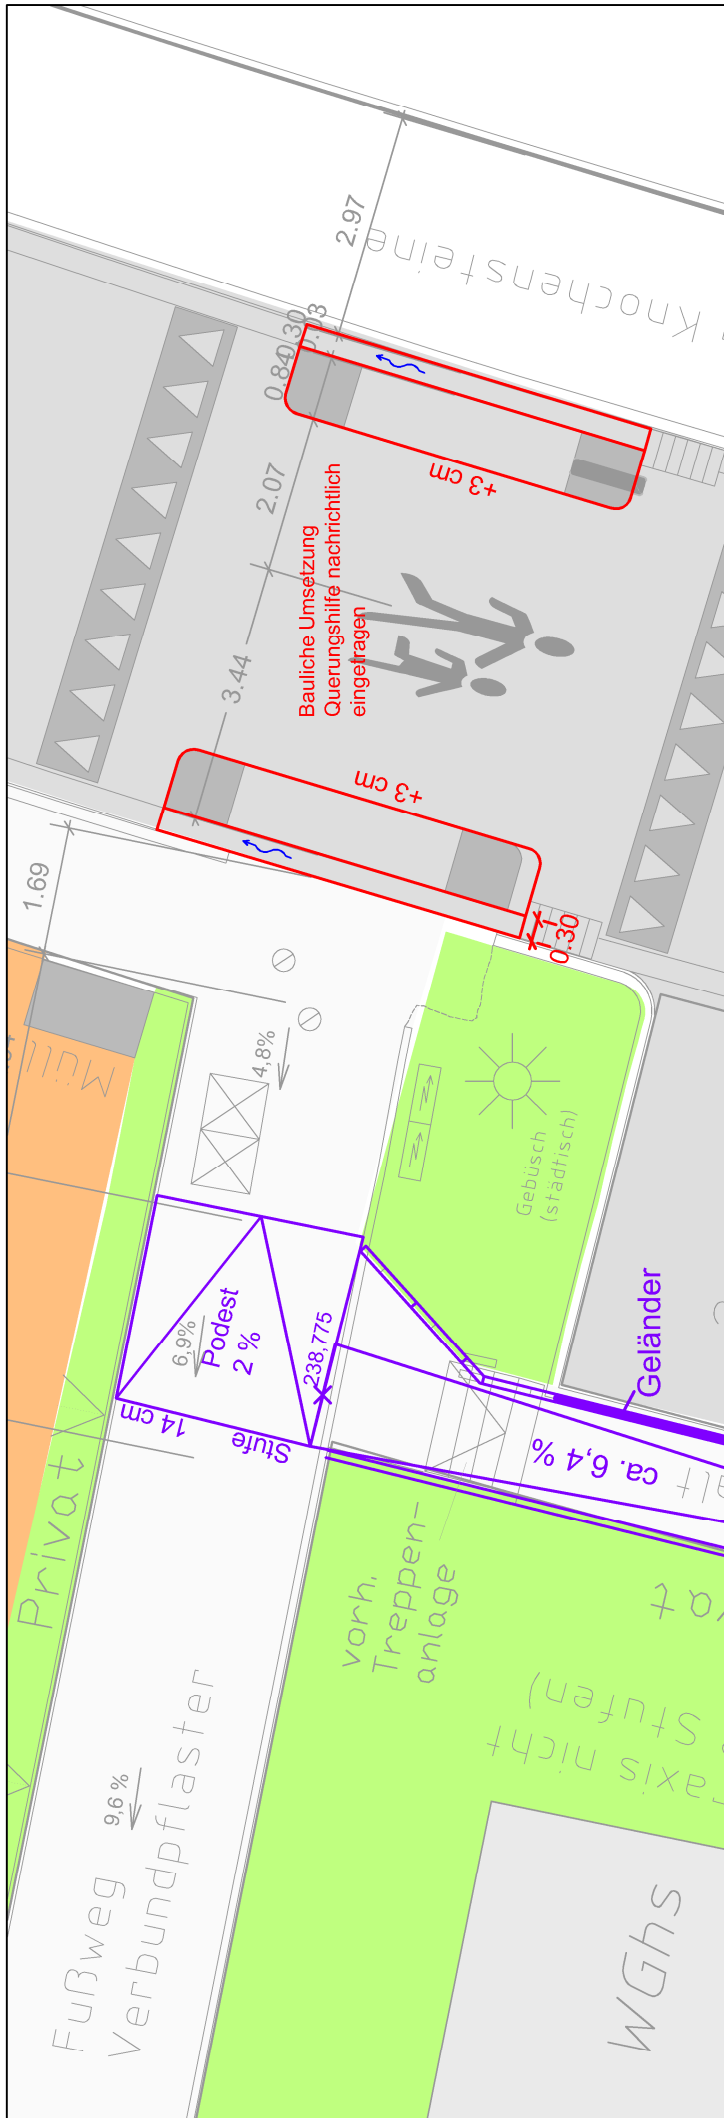 2.97
Knochensteine
0.30
0.03
0.84
2.07
+3 cm
Bauliche Umsetzung
Querungshilfe nachrichtlich
eingetragen
3.44
+3 cm
1.69
0.30
4,8%
Gebüsch
(städtisch)
6,9%
Podest
2 %
238,775
14 cm
Stufe
Geländer
ca. 6,4 %
Privat
vorh.
Treppen-
anlage
Stufen)
nicht
9,6 %
Fußweg
Verbundpflaster
WGhs